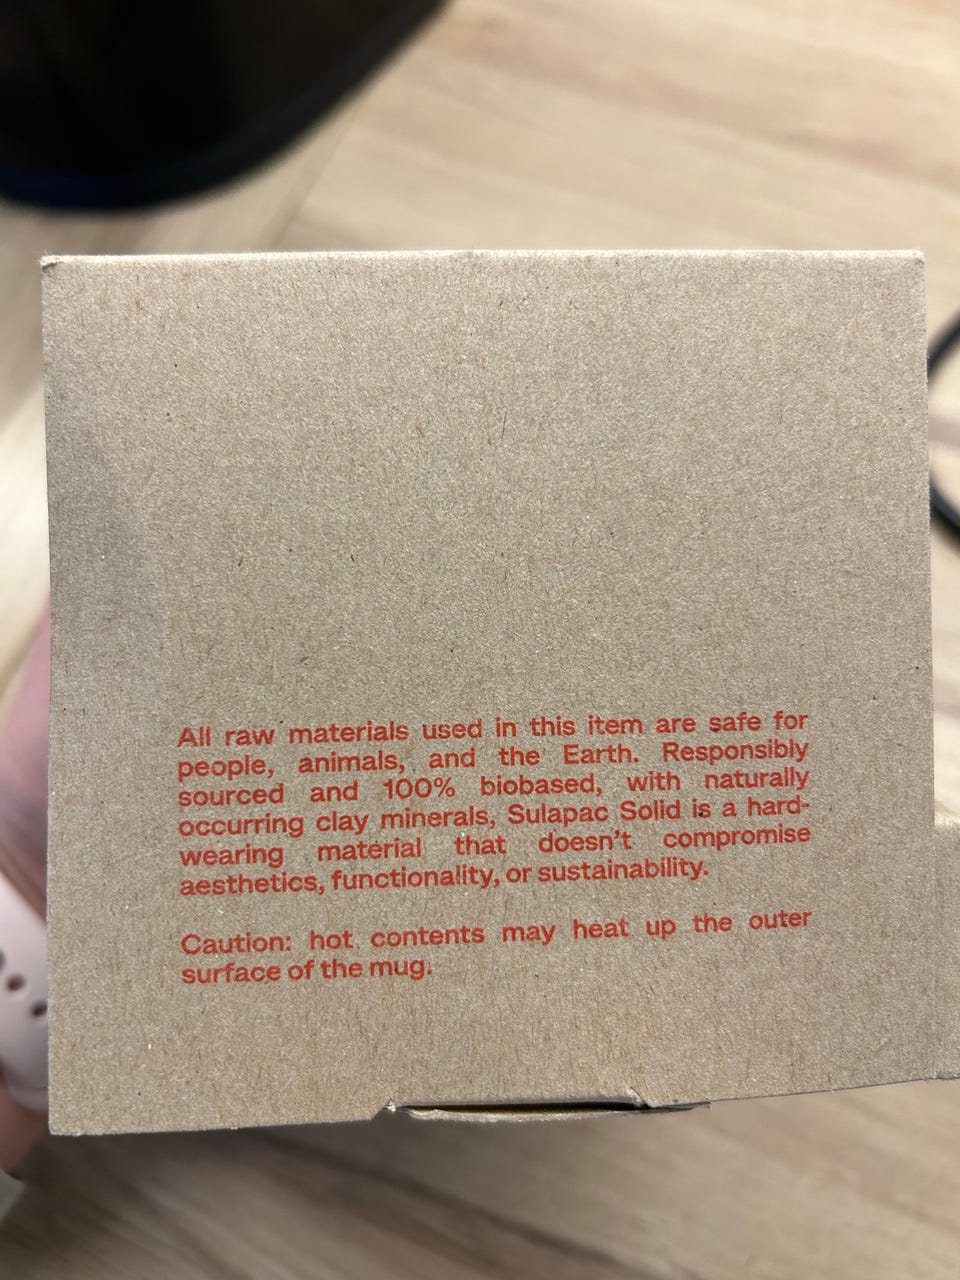 All raw materials used in this item are safe for
people, animals, and the Earth. Responsibly
sourced and 100% biobased, with naturally
occurring clay minerals, Sulapac Solid is a hard-
wearing material that doesn't compromise
aesthetics, functionality, or sustainability.
Caution: hot contents may heat up the outer
surface of the mug.